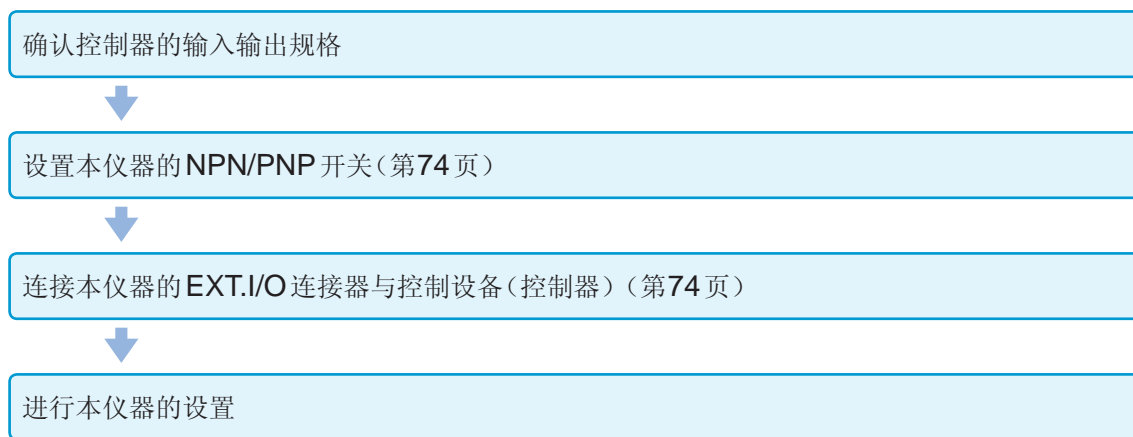 确认控制器的输入输出规格
设置本仪器的NPN/PNP开关(第74页)
连接本仪器的EXT.I/O连接器与控制设备(控制器)(第74页)
进行本仪器的设置